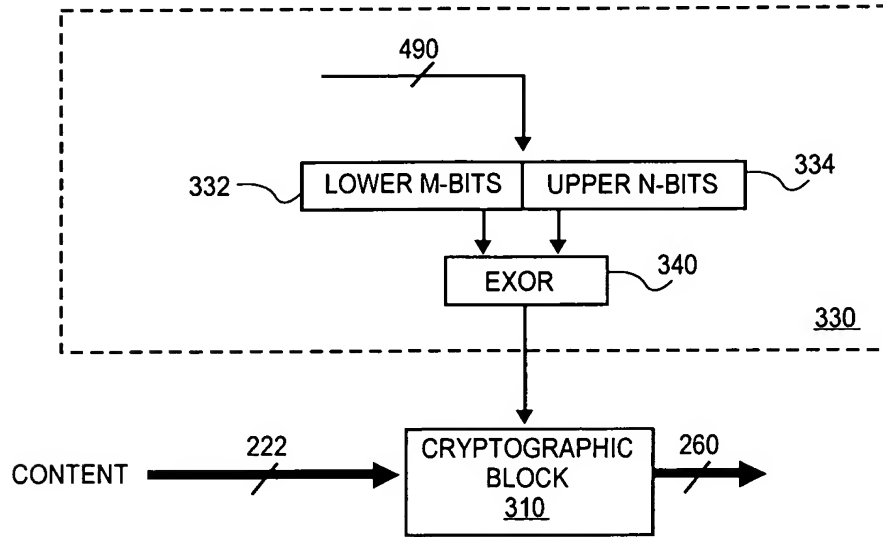 490
332
LOWER M-BITS
UPPER N-BITS
334
EXOR
340
330
CONTENT
222
CRYPTOGRAPHIC
BLOCK
310
260